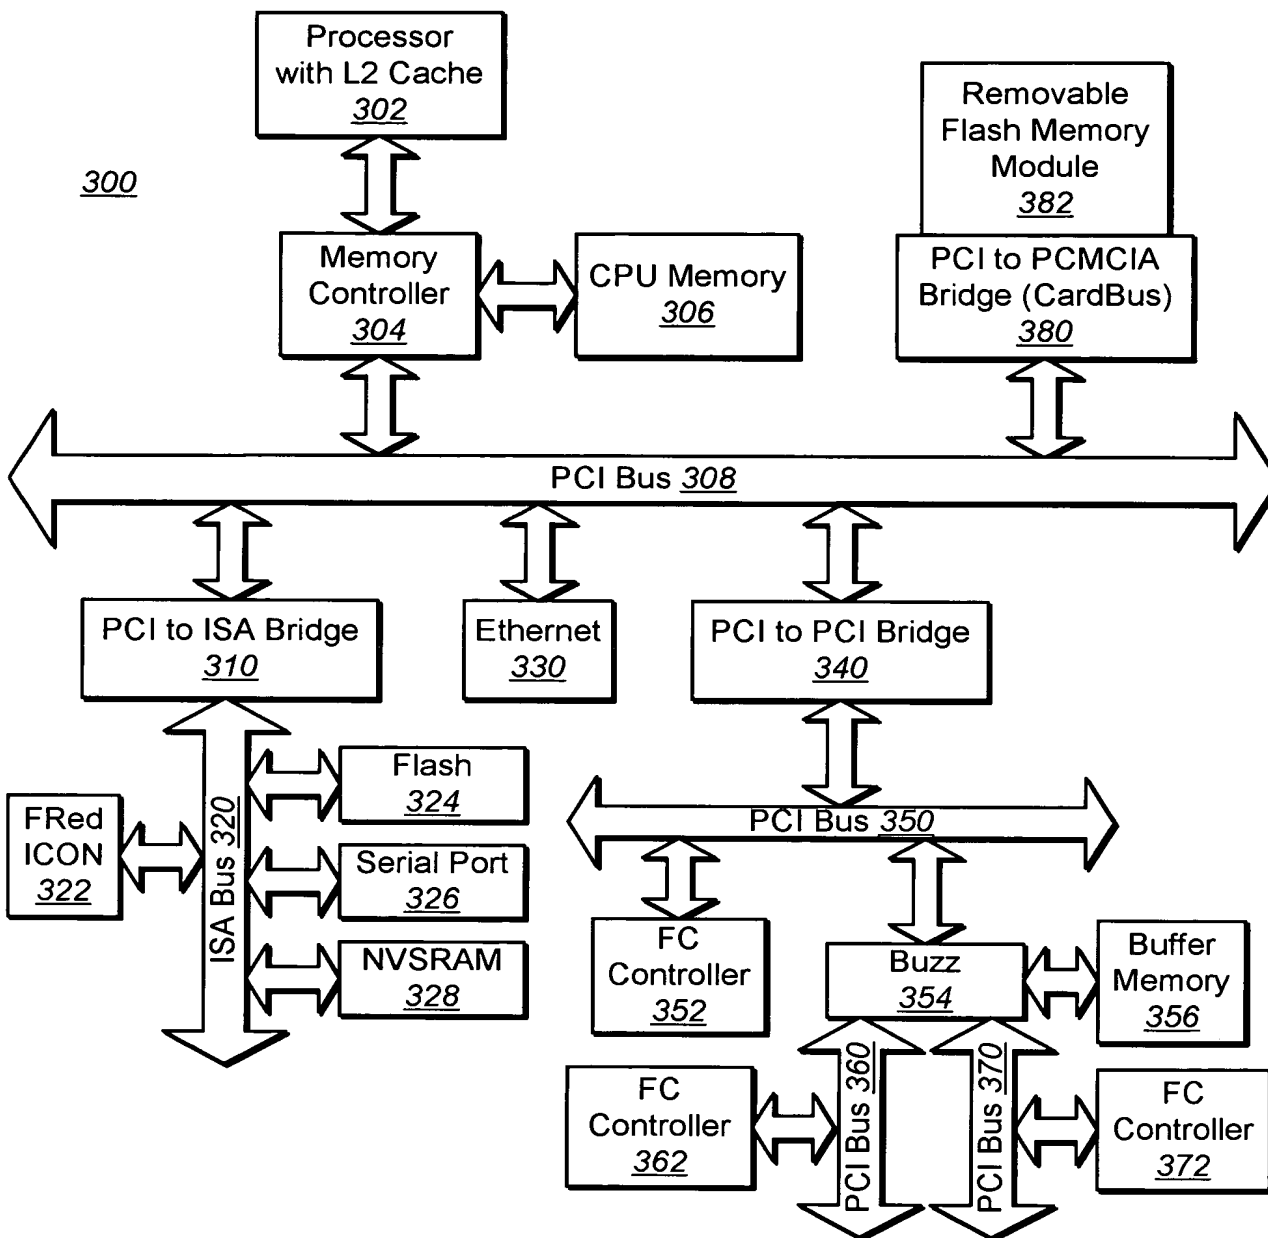 Processor
with L2 Cache
302
Removable
Flash Memory
Module
382
300
Memory
Controller
304
CPU Memory
306
PCI to PCMCIA
Bridge (CardBus)
380
PCI Bus 308
PCI to ISA Bridge
310
Ethernet
330
PCI to PCI Bridge
340
ISA Bus 320
Flash
324
FRed
ICON
322
Serial Port
326
NVSRAM
328
PCI Bus 350
FC
Controller
352
Buzz
354
Buffer
Memory
356
PCI Bus 360
PCI Bus 370
FC
Controller
362
FC
Controller
372